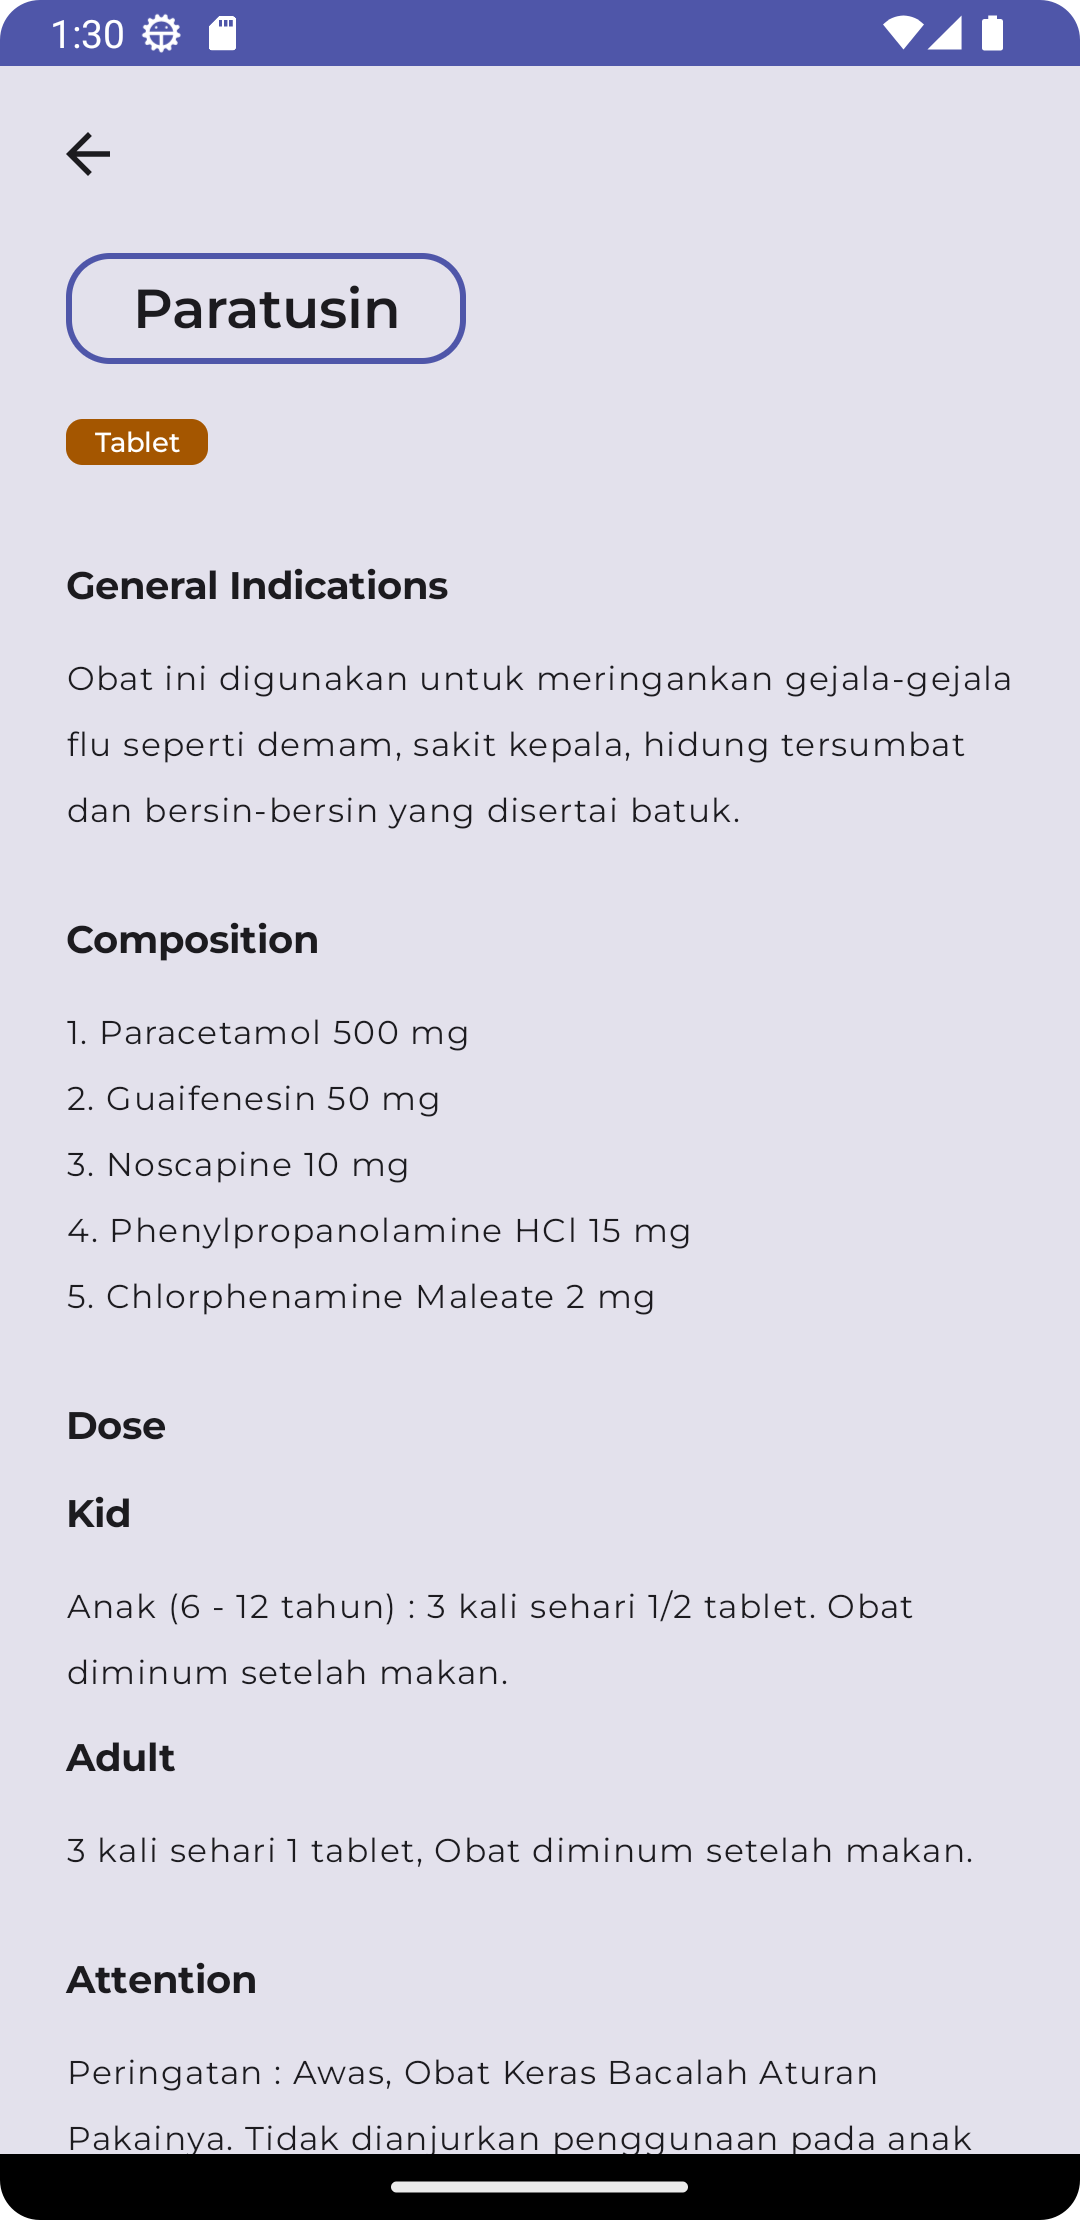 1:30
Paratusin
Tablet
General Indications
Obat ini digunakan untuk meringankan gejala-gejala
flu seperti demam, sakit kepala, hidung tersumbat
dan bersin-bersin yang disertai batuk.
Composition
1. Paracetamol 500 mg
2. Guaifenesin 50 mg
3. Noscapine 10 mg
4. Phenylpropanolamine HCl 15 mg
5. Chlorphenamine Maleate 2 mg
Dose
Kid
Anak (6 - 12 tahun) : 3 kali sehari 1/2 tablet. Obat
diminum setelah makan.
Adult
3 kali sehari 1 tablet, Obat diminum setelah makan.
Attention
Peringatan : Awas, Obat Keras Bacalah Aturan
Pakainya. Tidak dianjurkan penggunaan pada anak